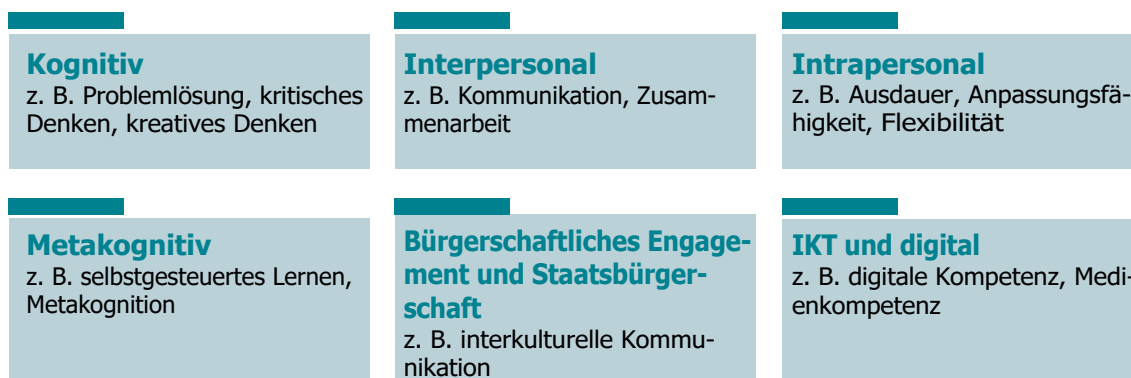 Kognitiv
z. B. Problemlösung, kritisches
Denken, kreatives Denken
Interpersonal
z. B. Kommunikation, Zusam-
menarbeit
Intrapersonal
z. B. Ausdauer, Anpassungsfä-
higkeit, Flexibilität
Metakognitiv
z. B. selbstgesteuertes Lernen,
Metakognition
Bürgerschaftliches Engage-
ment und Staatsbürger-
schaft
z. B. interkulturelle Kommu-
nikation
IKT und digital
z. B. digitale Kompetenz, Medi-
enkompetenz